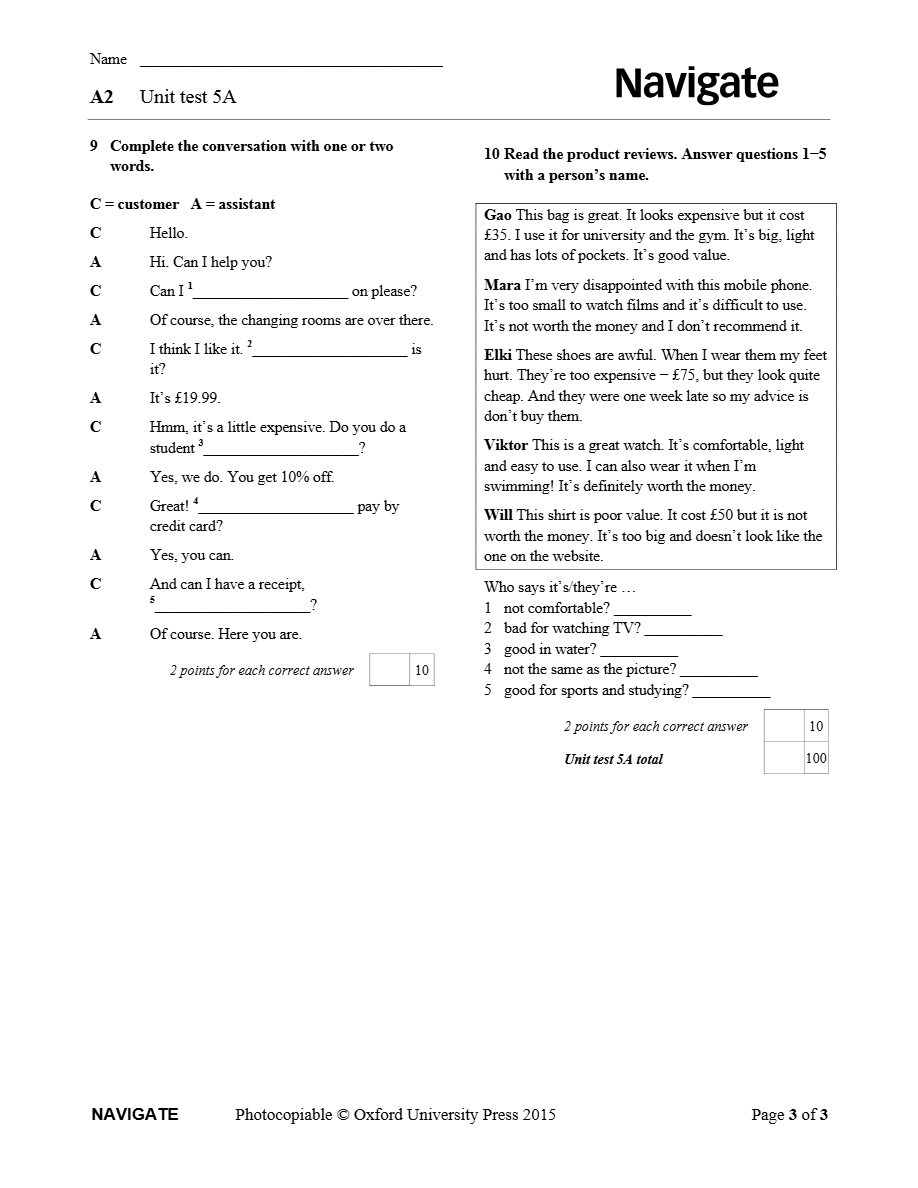 Name ______________________________________
Navigate
A2 Unit test 5A
9 Complete the conversation with one or two
words.
C = customer A = assistant
C Hello.
A Hi. Can I help you?
C Can I 1____________________ on please?
A Of course, the changing rooms are over there.
C I think I like it. 2____________________ is
it?
A It's £19.99.
C Hmm, it's a little expensive. Do you do a
student 3____________________?
A Yes, we do. You get 10% off.
C Great! 4____________________ pay by
credit card?
A Yes, you can.
C And can I have a receipt,
5____________________?
A Of course. Here you are.
2 points for each correct answer 10
10 Read the product reviews. Answer questions 1–5
with a person's name.
Gao This bag is great. It looks expensive but it cost
£35. I use it for university and the gym. It's big, light
and has lots of pockets. It's good value.
Mara I'm very disappointed with this mobile phone.
It's too small to watch films and it's difficult to use.
It's not worth the money and I don't recommend it.
Elki These shoes are awful. When I wear them my feet
hurt. They're too expensive – £75, but they look quite
cheap. And they were one week late so my advice is
don't buy them.
Viktor This is a great watch. It's comfortable, light
and easy to use. I can also wear it when I'm
swimming! It's definitely worth the money.
Will This shirt is poor value. It cost £50 but it is not
worth the money. It's too big and doesn't look like the
one on the website.
Who says it's/they're …
1 not comfortable? __________
2 bad for watching TV? __________
3 good in water? __________
4 not the same as the picture? __________
5 good for sports and studying? __________
2 points for each correct answer 10
Unit test 5A total 100
NAVIGATE Photocopiable © Oxford University Press 2015 Page 3 of 3